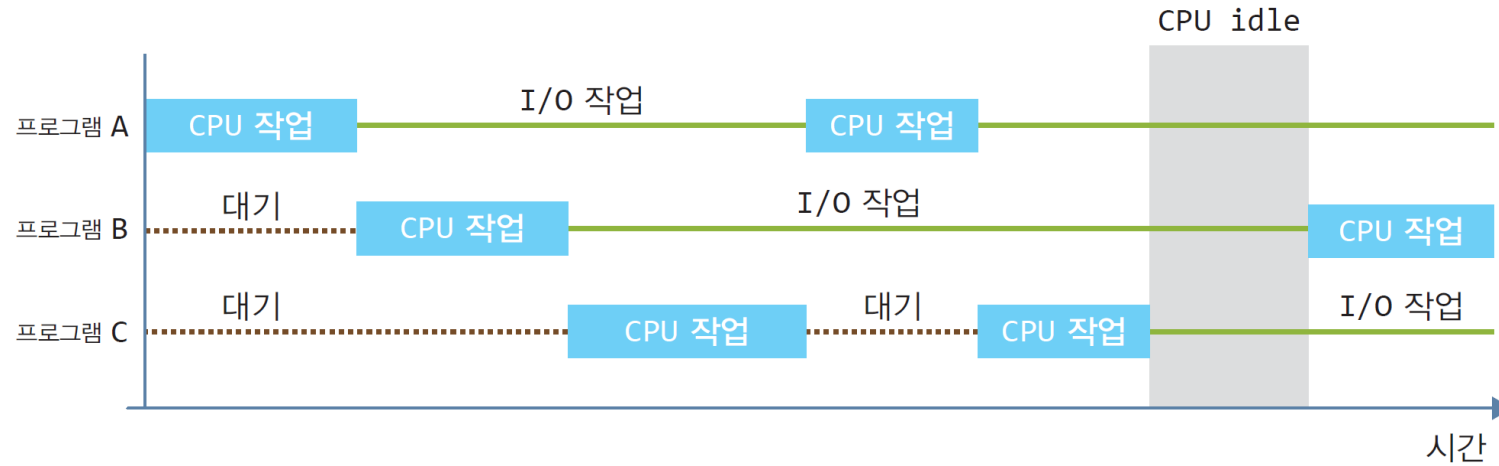 CPU idle
I/O 작업
프로그램 A
CPU 작업
CPU 작업
대기
I/O 작업
프로그램 B
CPU 작업
CPU 작업
대기
대기
I/O 작업
프로그램 C
CPU 작업
CPU 작업
시간